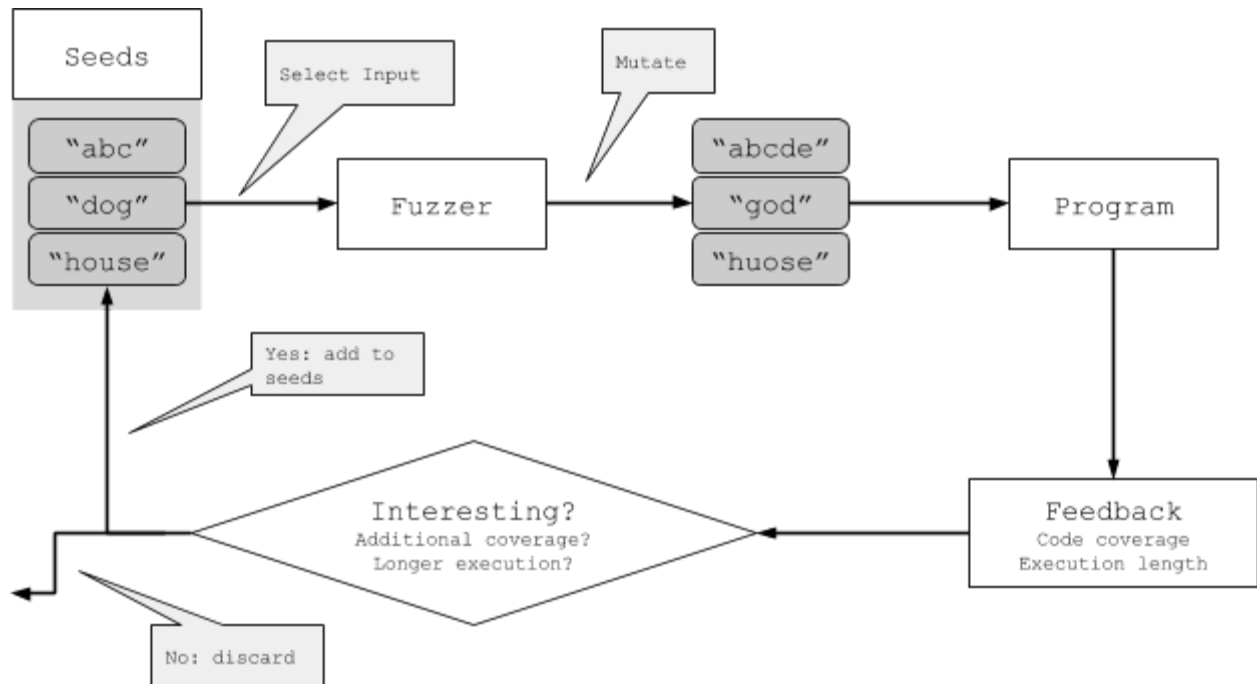 Seeds
Select Input
Mutate
“abc”
“dog”
“house”
Fuzzer
“abcde”
“god”
“huose”
Program
Yes: add to
seeds
Interesting?
Additional coverage?
Longer execution?
Feedback
Code coverage
Execution length
No: discard